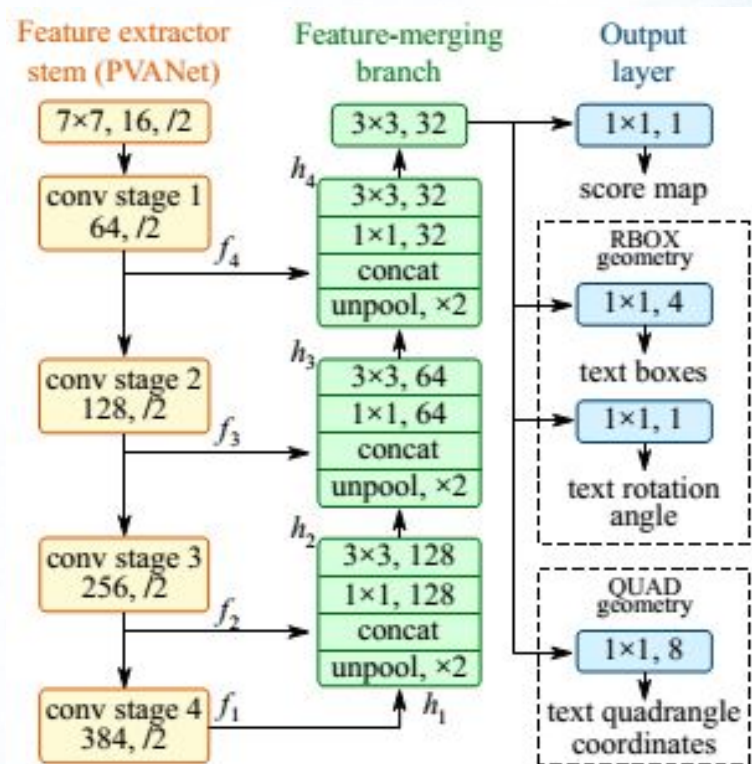 Feature extractor
stem (PVANet)
7×7, 16, /2
conv stage 1
64, /2
f4
conv stage 2
128, /2
f3
conv stage 3
256, /2
f2
conv stage 4
384, /2
f1
Feature-merging
branch
3×3, 32
h4
3×3, 32
1×1, 32
concat
unpool, ×2
h3
3×3, 64
1×1, 64
concat
unpool, ×2
h2
3×3, 128
1×1, 128
concat
unpool, ×2
h1
Output
layer
1×1, 1
score map
RBOX
geometry
1×1, 4
text boxes
1×1, 1
text rotation
angle
QUAD
geometry
1×1, 8
text quadrangle
coordinates